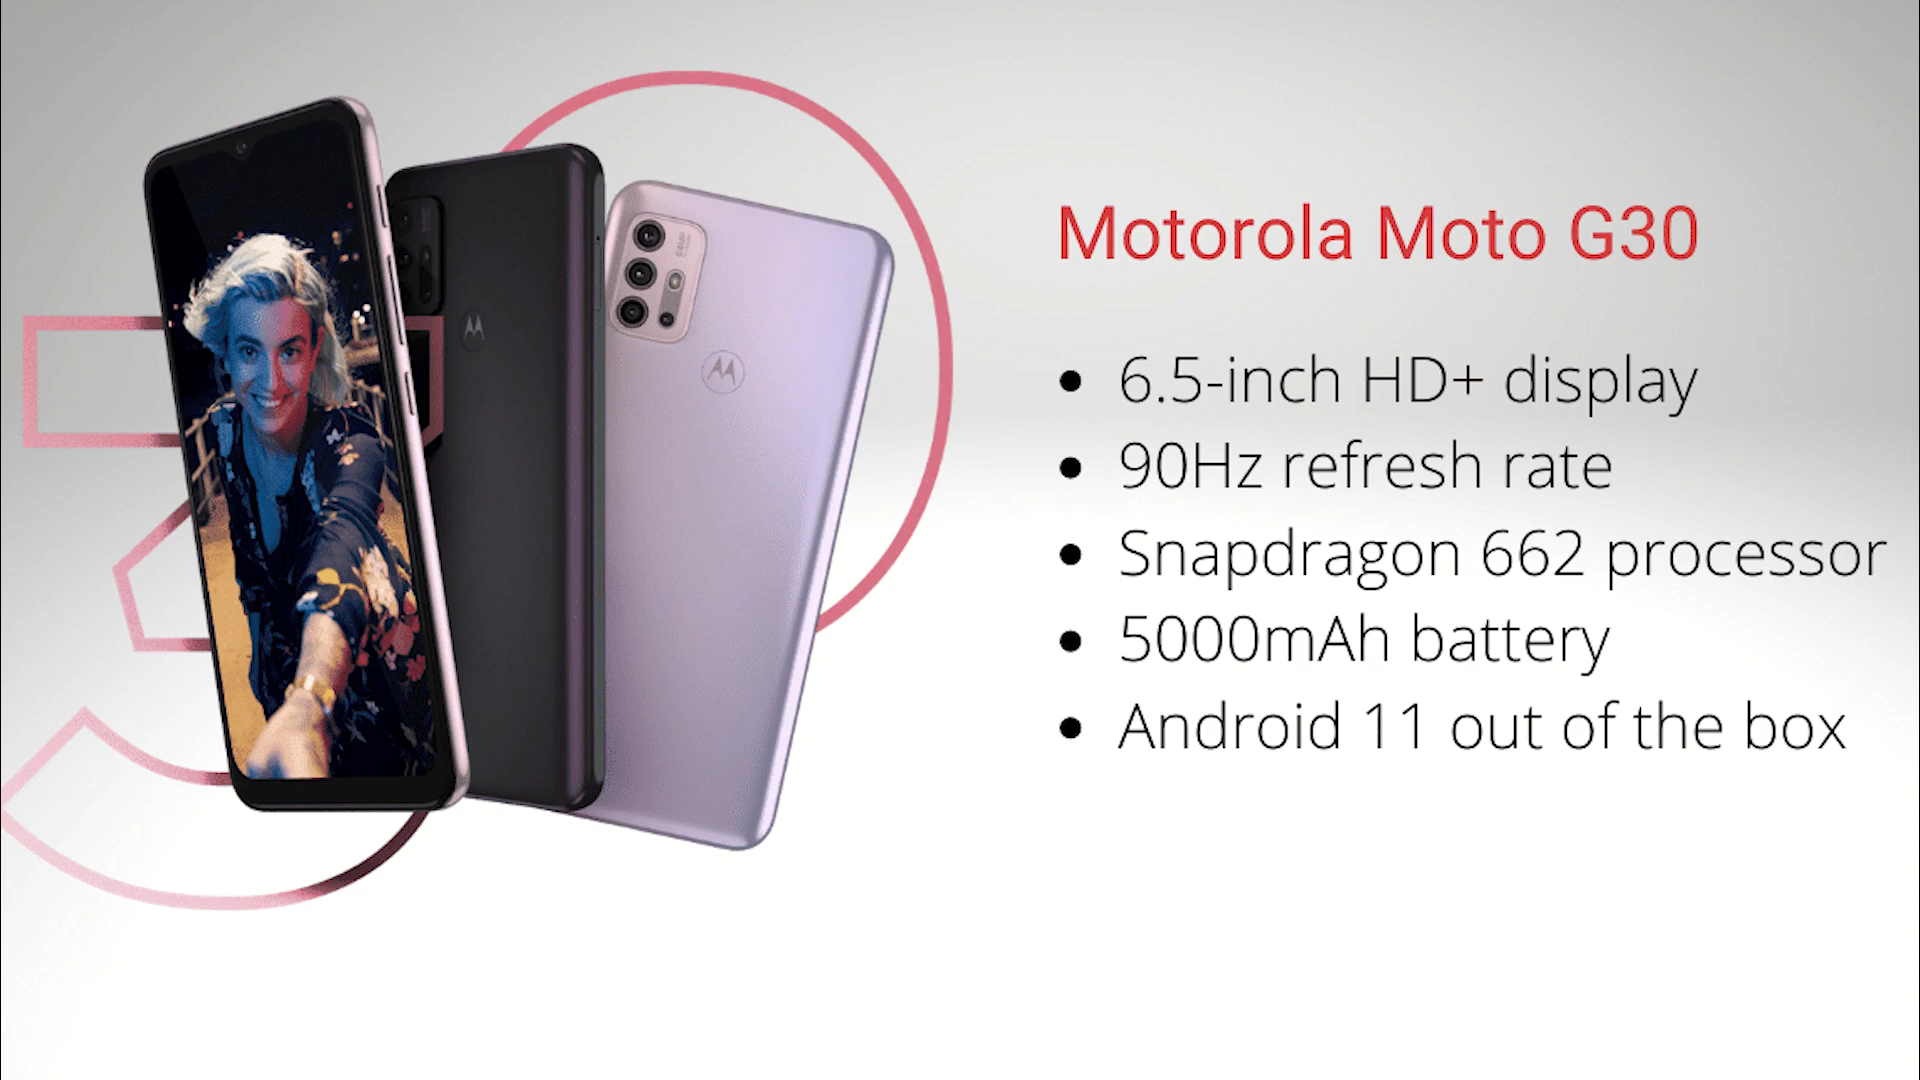 Motorola Moto G30
• 6.5-inch HD+ display
• 90Hz refresh rate
• Snapdragon 662 processor
• 5000mAh battery
• Android 11 out of the box